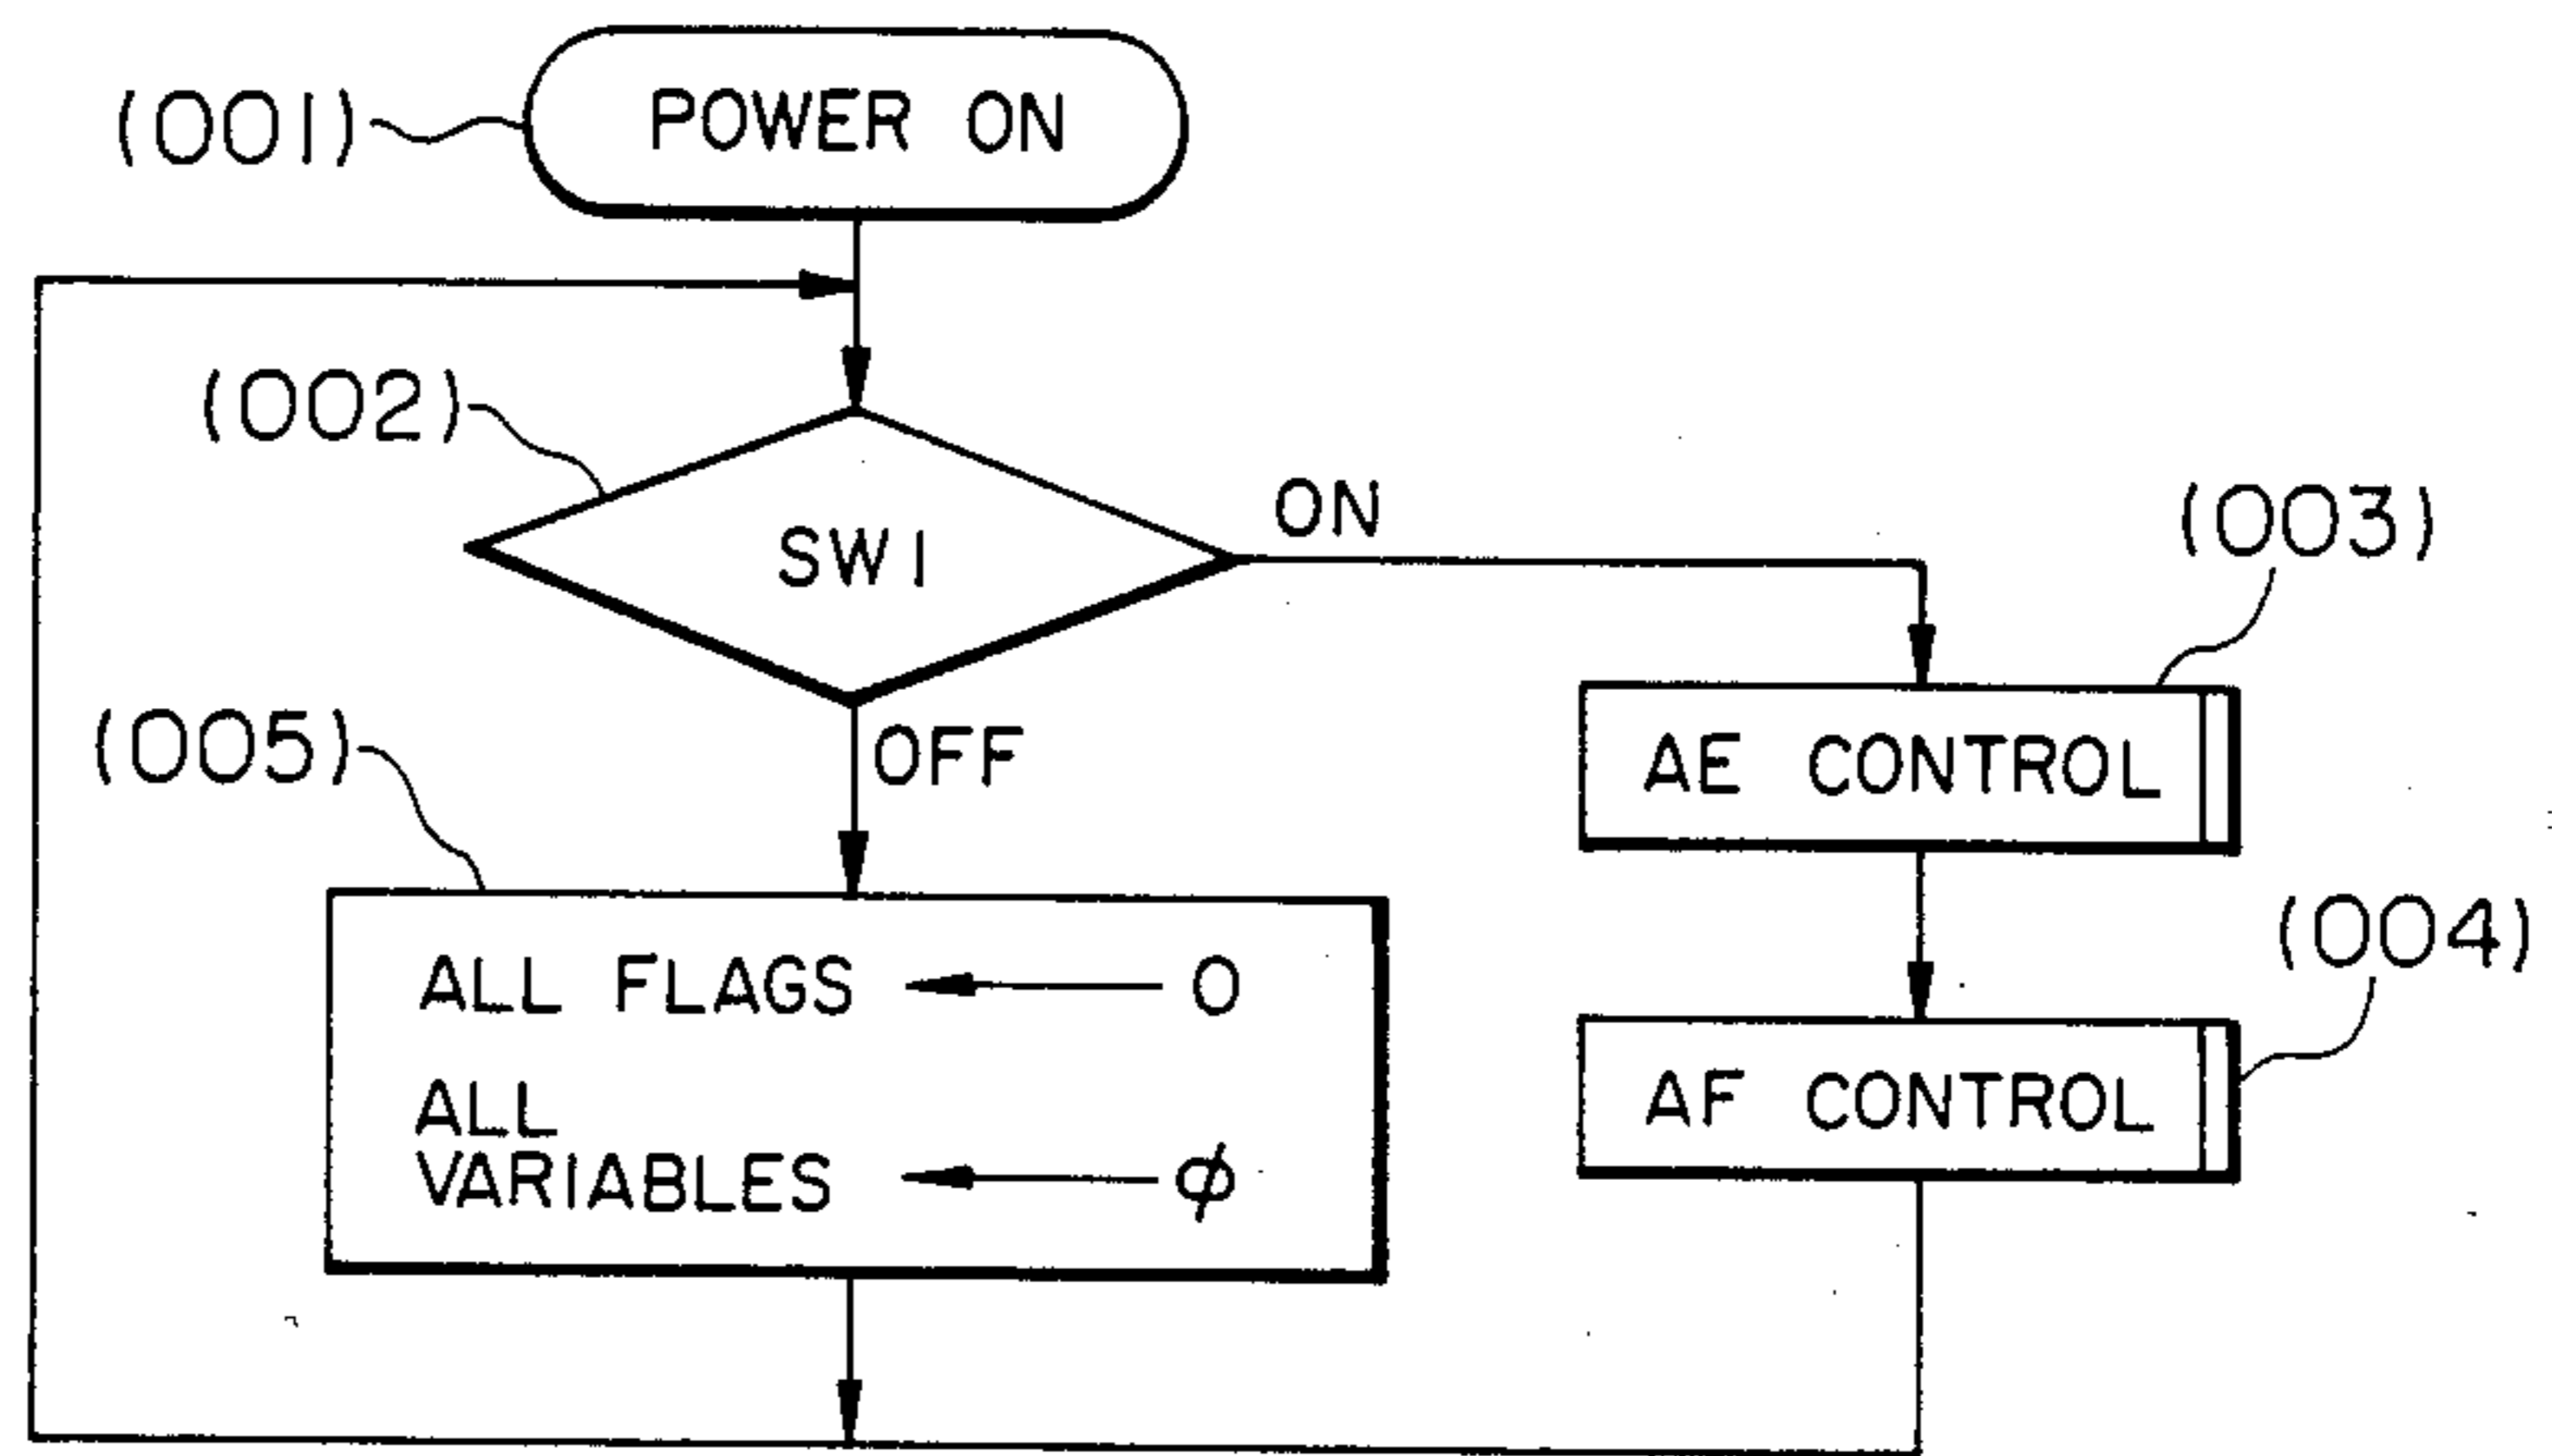 (001)
POWER ON
(002)
SW1
ON
(003)
(005)
OFF
AE CONTROL
ALL FLAGS ← 0
(004)
ALL
VARIABLES ← ϕ
AF CONTROL